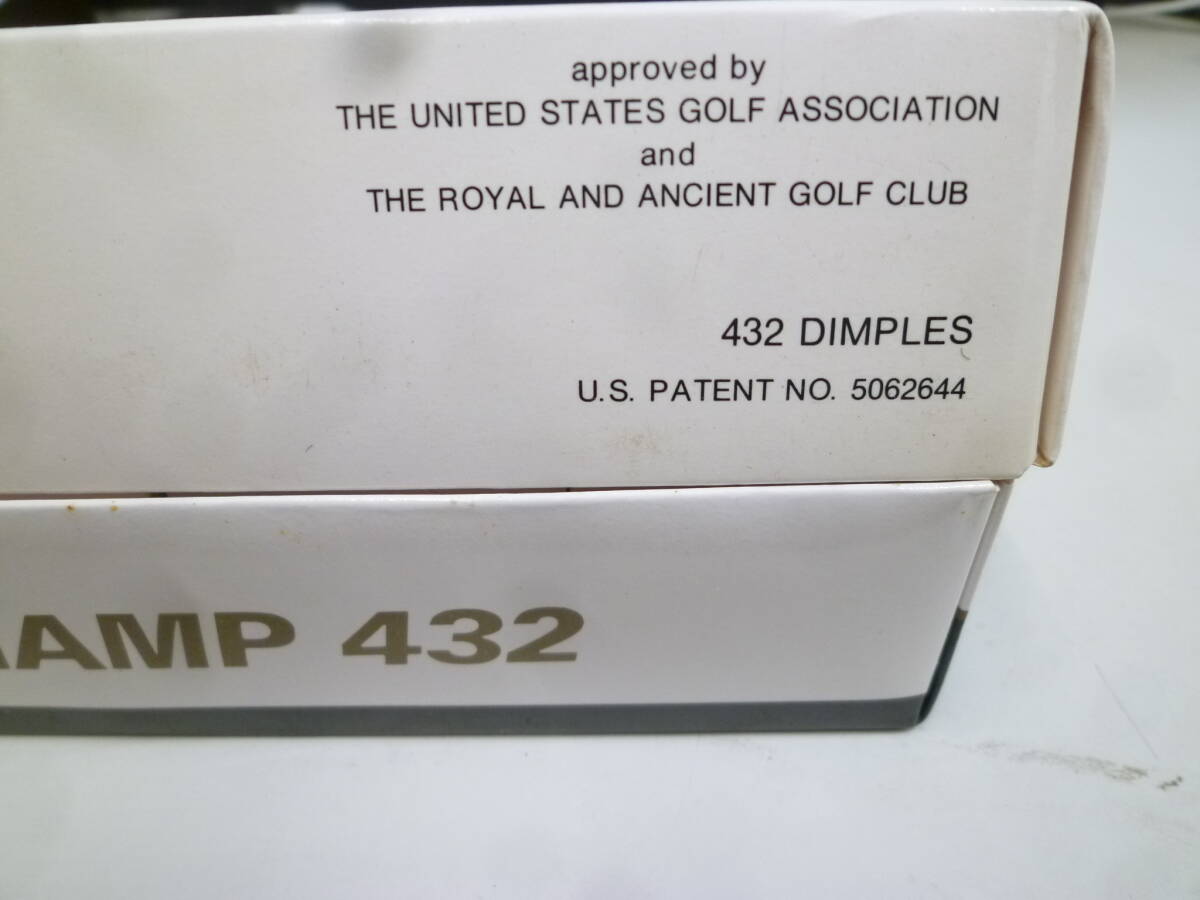 approved by
THE UNITED STATES GOLF ASSOCIATION
and
THE ROYAL AND ANCIENT GOLF CLUB
432 DIMPLES
U.S. PATENT NO. 5062644
432